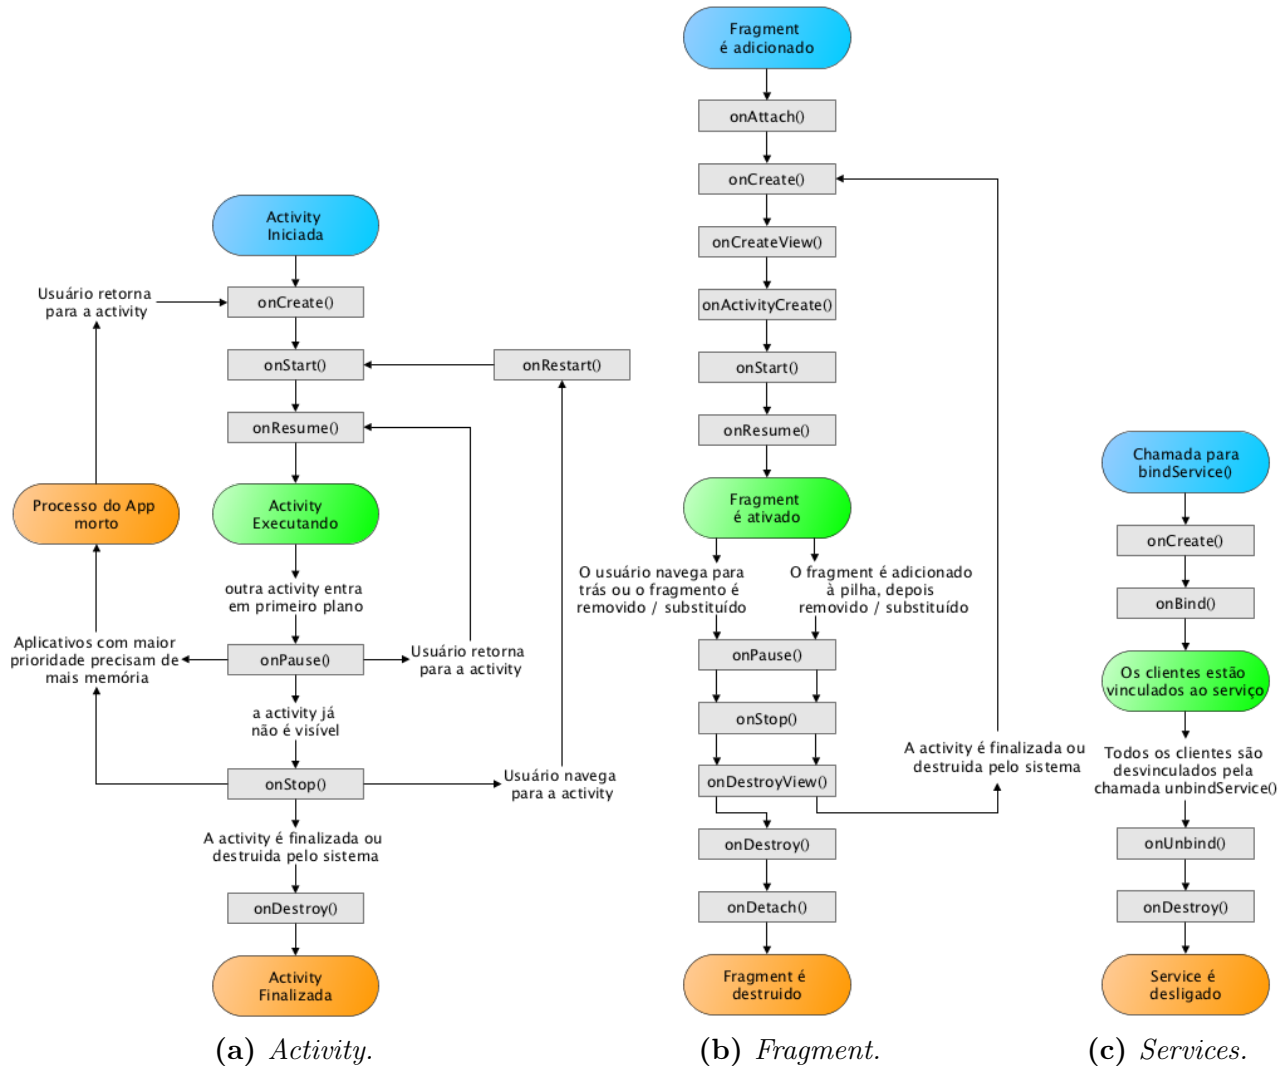 Activity
Iniciada
Usuário retorna
para a activity
onCreate()
onStart()
onRestart()
onResume()
Processo do App
morto
Activity
Executando
outra activity entra
em primeiro plano
Aplicativos com maior
prioridade precisam de
mais memória
onPause()
Usuário retorna
para a activity
a activity já
não é visível
onStop()
Usuário navega
para a activity
A activity é finalizada ou
destruida pelo sistema
onDestroy()
Activity
Finalizada
(a) Activity.
Fragment
é adicionado
onAttach()
onCreate()
onCreateView()
onActivityCreate()
onStart()
onResume()
Fragment
é ativado
O usuário navega para
trás ou o fragmento é
removido / substituído
O fragment é adicionado
à pilha, depois
removido / substituído
onPause()
onStop()
onDestroyView()
A activity é finalizada ou
destruida pelo sistema
onDestroy()
onDetach()
Fragment é
destruido
(b) Fragment.
Chamada para
bindService()
onCreate()
onBind()
Os clientes estão
vinculados ao serviço
Todos os clientes são
desvinculados pela
chamada unbindService()
onUnbind()
onDestroy()
Service é
desligado
(c) Services.